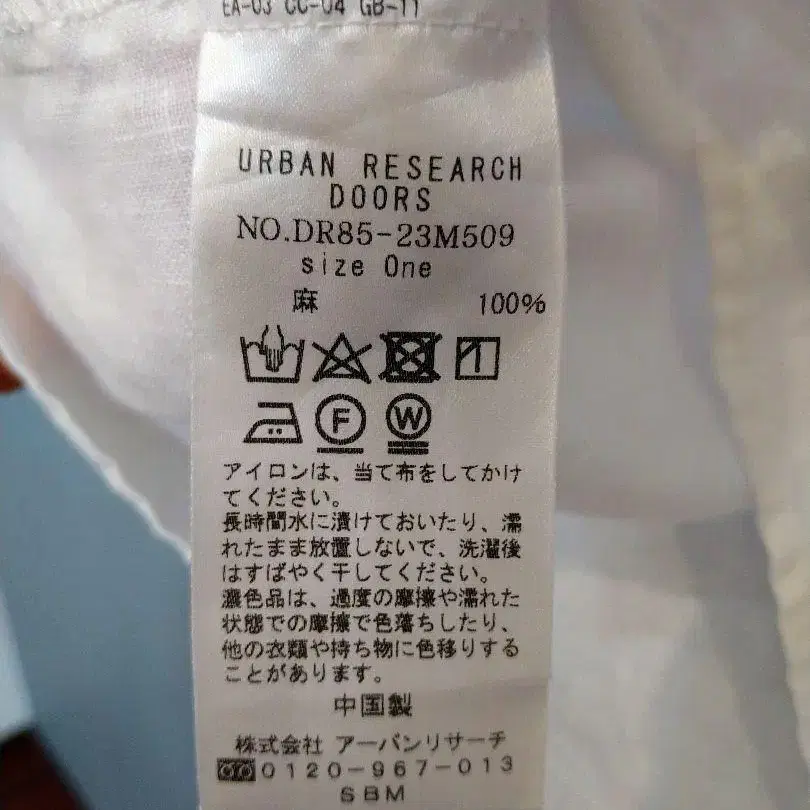 EA-03 CC-04 GB-11
URBAN RESEARCH
DOORS
NO.DR85-23M509
size One
麻 100%
F W
アイロンは、当て布をしてかけ
てください。
長時間水に漬けておいたり、濡
れたまま放置しないで、洗濯後
はすばやく干してください。
濃色品は、過度の摩擦や濡れた
状態での摩擦で色落ちしたり、
他の衣類や持ち物に色移りする
ことがあります。
中国製
株式会社 アーバンリサーチ
0120-967-013
SBM